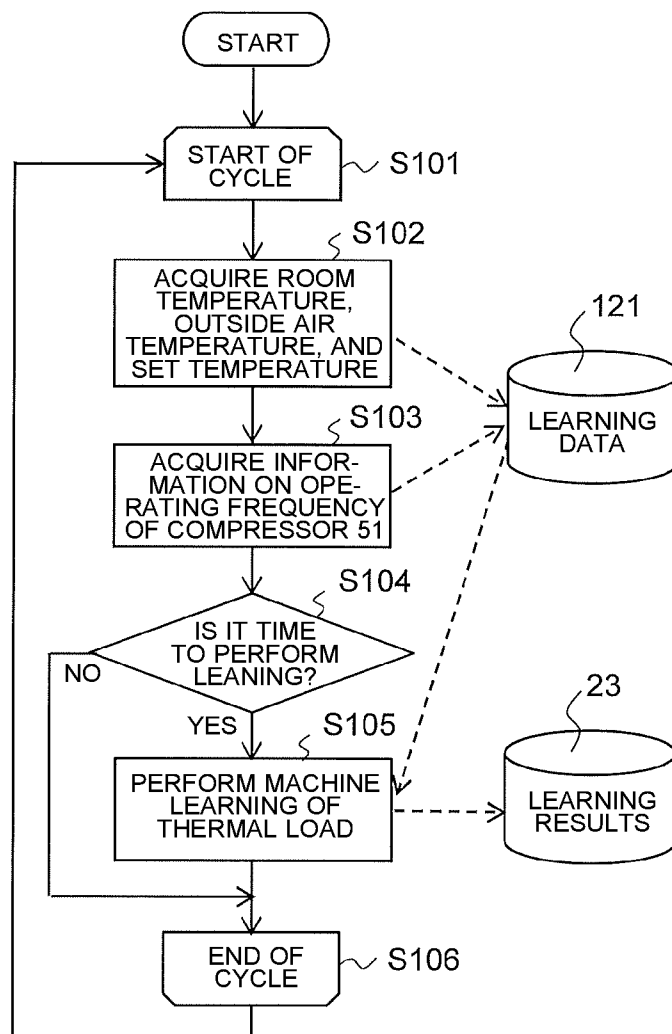 START
START OF
CYCLE
S101
S102
ACQUIRE ROOM
TEMPERATURE,
OUTSIDE AIR
TEMPERATURE, AND
SET TEMPERATURE
121
LEARNING
DATA
S103
ACQUIRE INFOR-
MATION ON OPE-
RATING FREQUENCY
OF COMPRESSOR 51
S104
IS IT TIME
TO PERFORM
LEANING?
NO
YES
S105
PERFORM MACHINE
LEARNING OF
THERMAL LOAD
23
LEARNING
RESULTS
END OF
CYCLE
S106